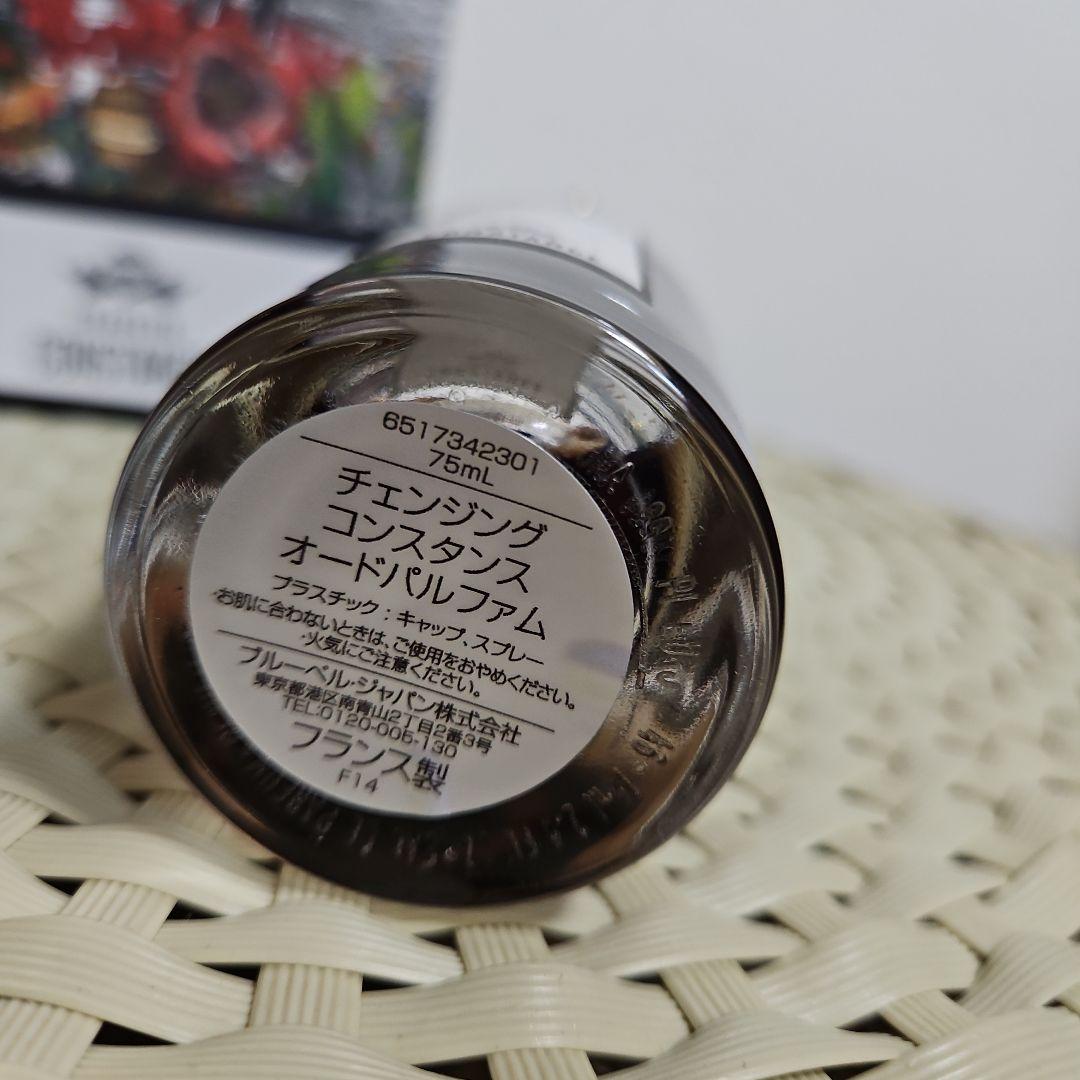 6517342301
75mL
チェンジング
コンスタンス
オードパルファム
プラスチック：キャップ、スプレー
・お肌に合わないときは、ご使用をおやめください。
・火気にご注意ください。
ブルーベル・ジャパン株式会社
東京都港区南青山2丁目2番3号
TEL:0120-005-130
フランス製
F14